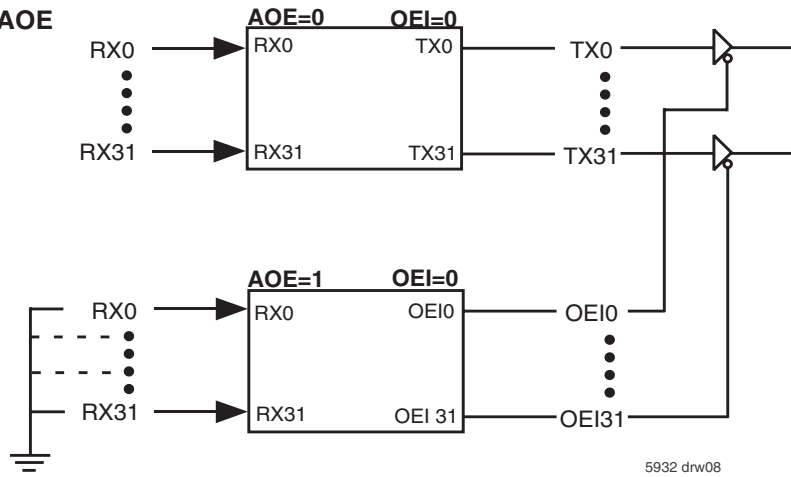 AOE
AOE=0 OEI=0
RX0 RX0 TX0 TX0
RX31 RX31 TX31 TX31
AOE=1 OEI=0
RX0 RX0 OEI0 OEI0
RX31 RX31 OEI 31 OEI31
5932 drw08